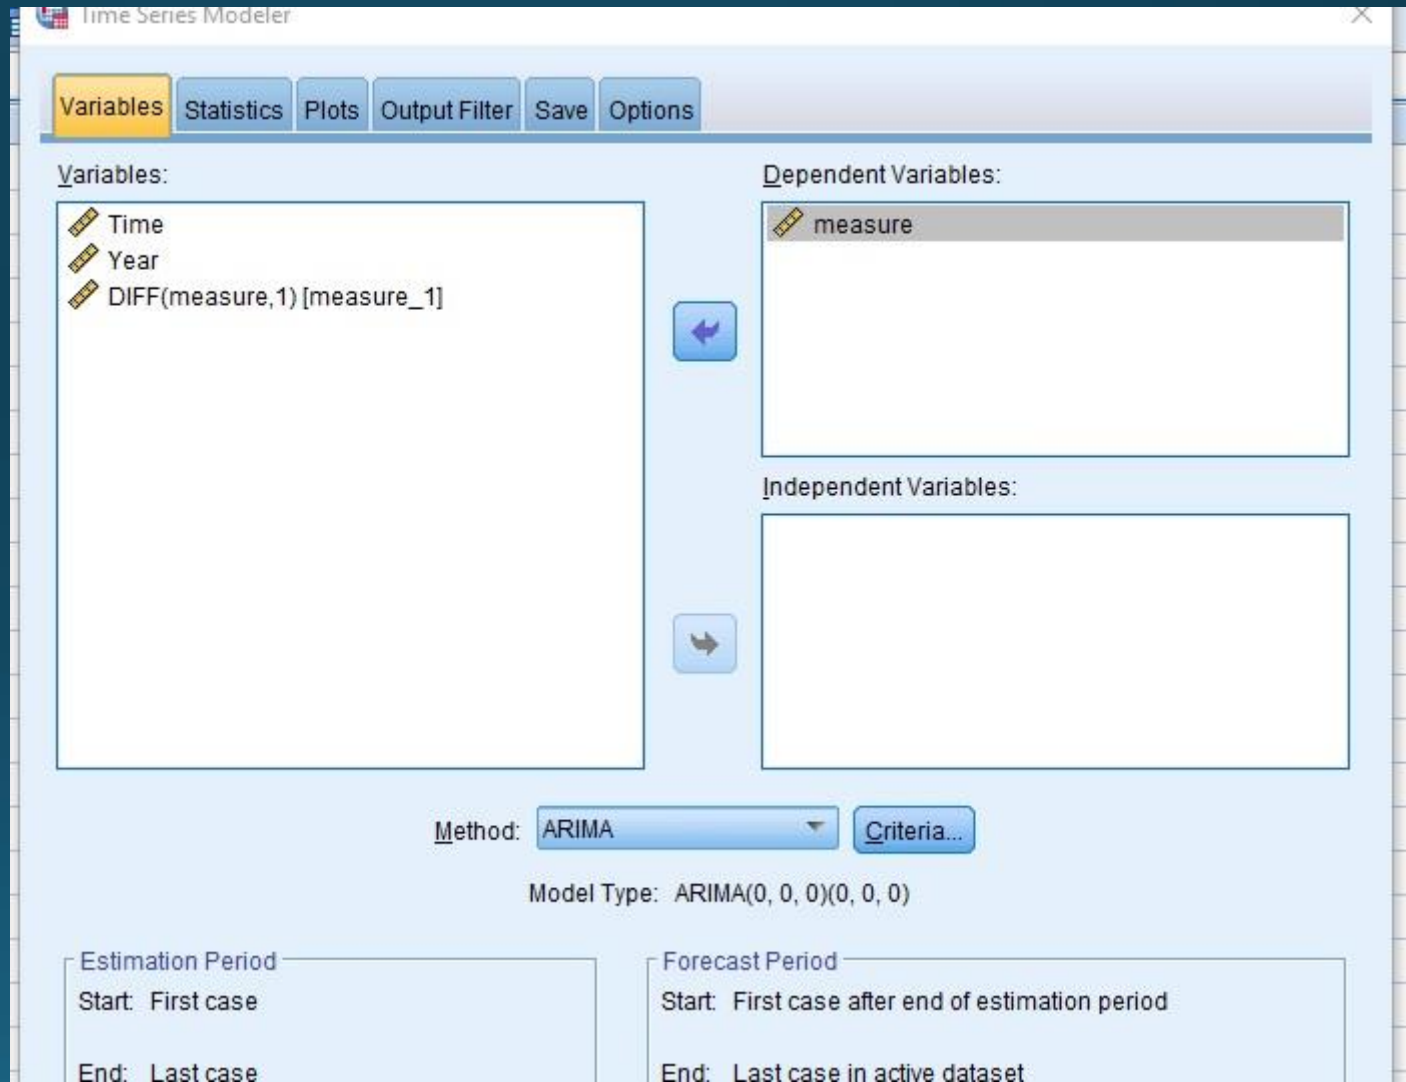 Time Series Modeler
Variables Statistics Plots Output Filter Save Options
Variables:
Time
Year
DIFF(measure,1) [measure_1]
Dependent Variables:
measure
Independent Variables:
Method: ARIMA Criteria...
Model Type: ARIMA(0, 0, 0)(0, 0, 0)
Estimation Period
Start: First case
End: Last case
Forecast Period
Start: First case after end of estimation period
End: Last case in active dataset